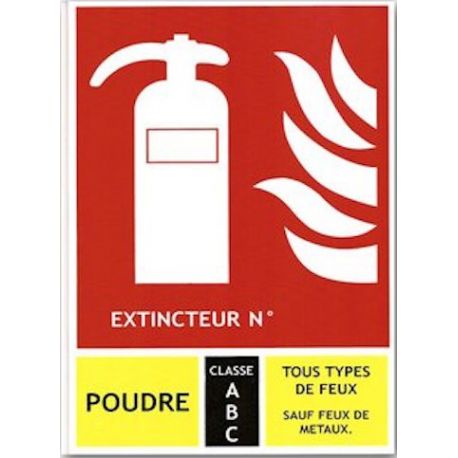 EXTINCTEUR N°
POUDRE
CLASSE
A
B
C
TOUS TYPES
DE FEUX
SAUF FEUX DE
METAUX.